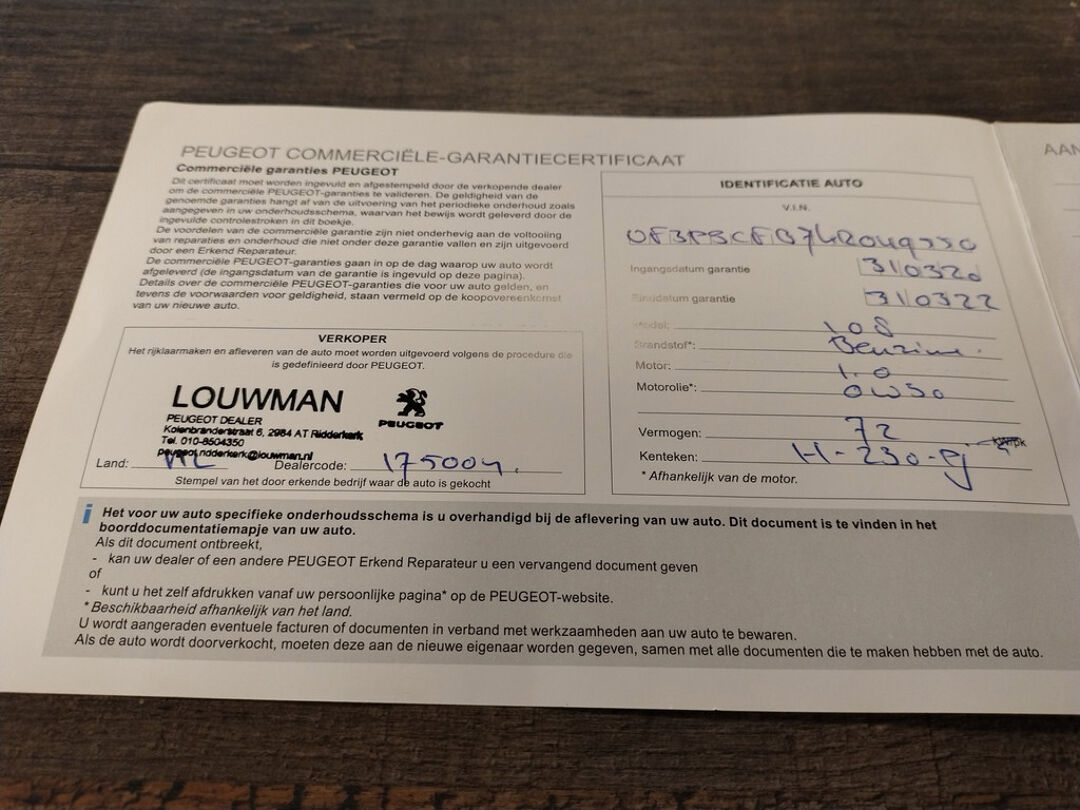 PEUGEOT COMMERCIËLE-GARANTIECERTIFICAAT
Commerciële garanties PEUGEOT
Dit certificaat moet worden ingevuld en afgestempeld door de verkopende dealer
om de commerciële PEUGEOT-garanties te valideren. De geldigheid van de
genoemde garanties hangt af van de uitvoering van het periodieke onderhoud zoals
aangegeven in uw onderhoudsschema, waarvan het bewijs wordt geleverd door de
ingevulde controlestroken in dit boekje.
De voordelen van de commerciële garantie zijn niet onderhevig aan de voltooiing
van reparaties en onderhoud die niet onder deze garantie vallen en zijn uitgevoerd
door een Erkend Reparateur.
De commerciële PEUGEOT-garanties gaan in op de dag waarop uw auto wordt
afgeleverd (de ingangsdatum van de garantie is ingevuld op deze pagina).
Details over de commerciële PEUGEOT-garanties die voor uw auto gelden, en
tevens de voorwaarden voor geldigheid, staan vermeld op de koopovereenkomst
van uw nieuwe auto.
VERKOPER
Het rijklaarmaken en afleveren van de auto moet worden uitgevoerd volgens de procedure die
is gedefinieerd door PEUGEOT.
LOUWMAN
PEUGEOT DEALER
Kolenbranderstraat 6, 2984 AT Ridderkerk
Tel. 010-8504350
peugeot.ridderkerk@louwman.nl
PEUGEOT
Land: NL Dealercode: 175004.
Stempel van het door erkende bedrijf waar de auto is gekocht
IDENTIFICATIE AUTO
V.I.N.
Ingangsdatum garantie 310320
Einddatum garantie 310322
Model: 108
Brandstof*: Benzine.
Motor: 1.0
Motorolie*: 0W30
Vermogen: 72
Kenteken: H-230-PJ
* Afhankelijk van de motor.
i Het voor uw auto specifieke onderhoudsschema is u overhandigd bij de aflevering van uw auto. Dit document is te vinden in het
boorddocumentatiemapje van uw auto.
Als dit document ontbreekt,
- kan uw dealer of een andere PEUGEOT Erkend Reparateur u een vervangend document geven
of
- kunt u het zelf afdrukken vanaf uw persoonlijke pagina* op de PEUGEOT-website.
* Beschikbaarheid afhankelijk van het land.
U wordt aangeraden eventuele facturen of documenten in verband met werkzaamheden aan uw auto te bewaren.
Als de auto wordt doorverkocht, moeten deze aan de nieuwe eigenaar worden gegeven, samen met alle documenten die te maken hebben met de auto.